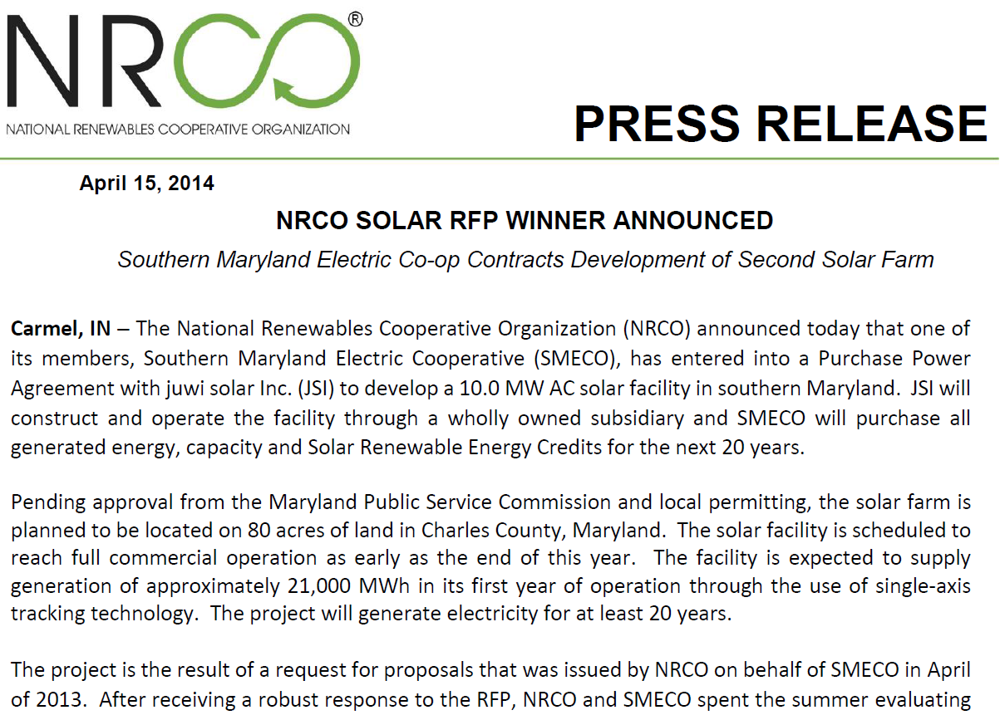 NRCO®
NATIONAL RENEWABLES COOPERATIVE ORGANIZATION
PRESS RELEASE
April 15, 2014
NRCO SOLAR RFP WINNER ANNOUNCED
Southern Maryland Electric Co-op Contracts Development of Second Solar Farm
Carmel, IN – The National Renewables Cooperative Organization (NRCO) announced today that one of
its members, Southern Maryland Electric Cooperative (SMECO), has entered into a Purchase Power
Agreement with juwi solar Inc. (JSI) to develop a 10.0 MW AC solar facility in southern Maryland.  JSI will
construct and operate the facility through a wholly owned subsidiary and SMECO will purchase all
generated energy, capacity and Solar Renewable Energy Credits for the next 20 years.
Pending approval from the Maryland Public Service Commission and local permitting, the solar farm is
planned to be located on 80 acres of land in Charles County, Maryland.  The solar facility is scheduled to
reach full commercial operation as early as the end of this year.  The facility is expected to supply
generation of approximately 21,000 MWh in its first year of operation through the use of single-axis
tracking technology.  The project will generate electricity for at least 20 years.
The project is the result of a request for proposals that was issued by NRCO on behalf of SMECO in April
of 2013.  After receiving a robust response to the RFP, NRCO and SMECO spent the summer evaluating